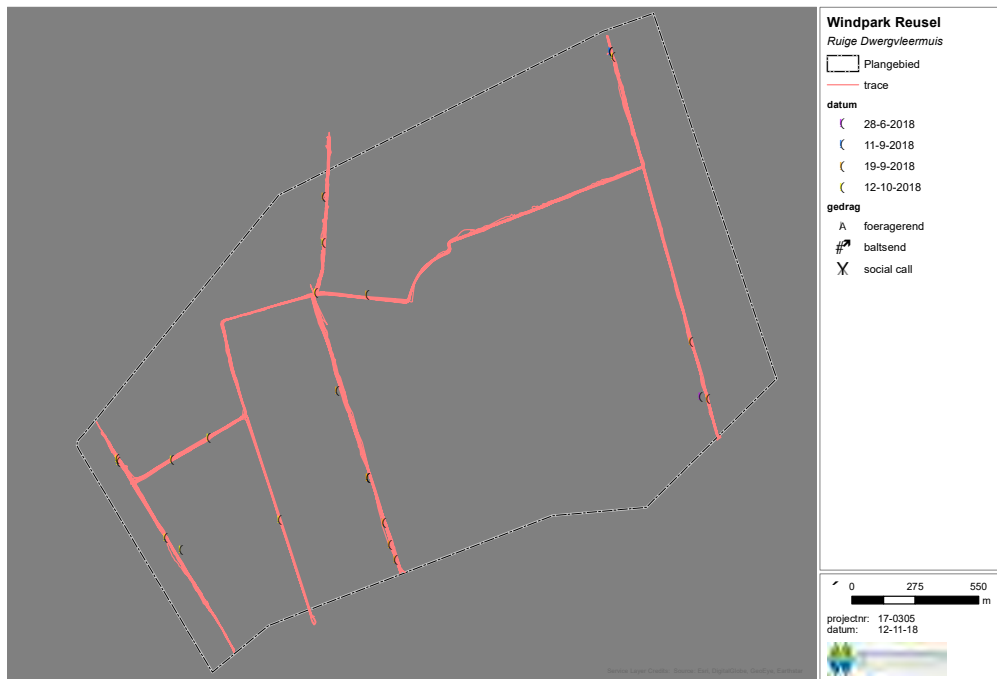 Windpark Reusel
Ruige Dwergvleermuis
Plangebied
trace
datum
28-6-2018
11-9-2018
19-9-2018
12-10-2018
gedrag
foeragerend
baltsend
social call
0 275 550
m
projectnr: 17-0305
datum: 12-11-18